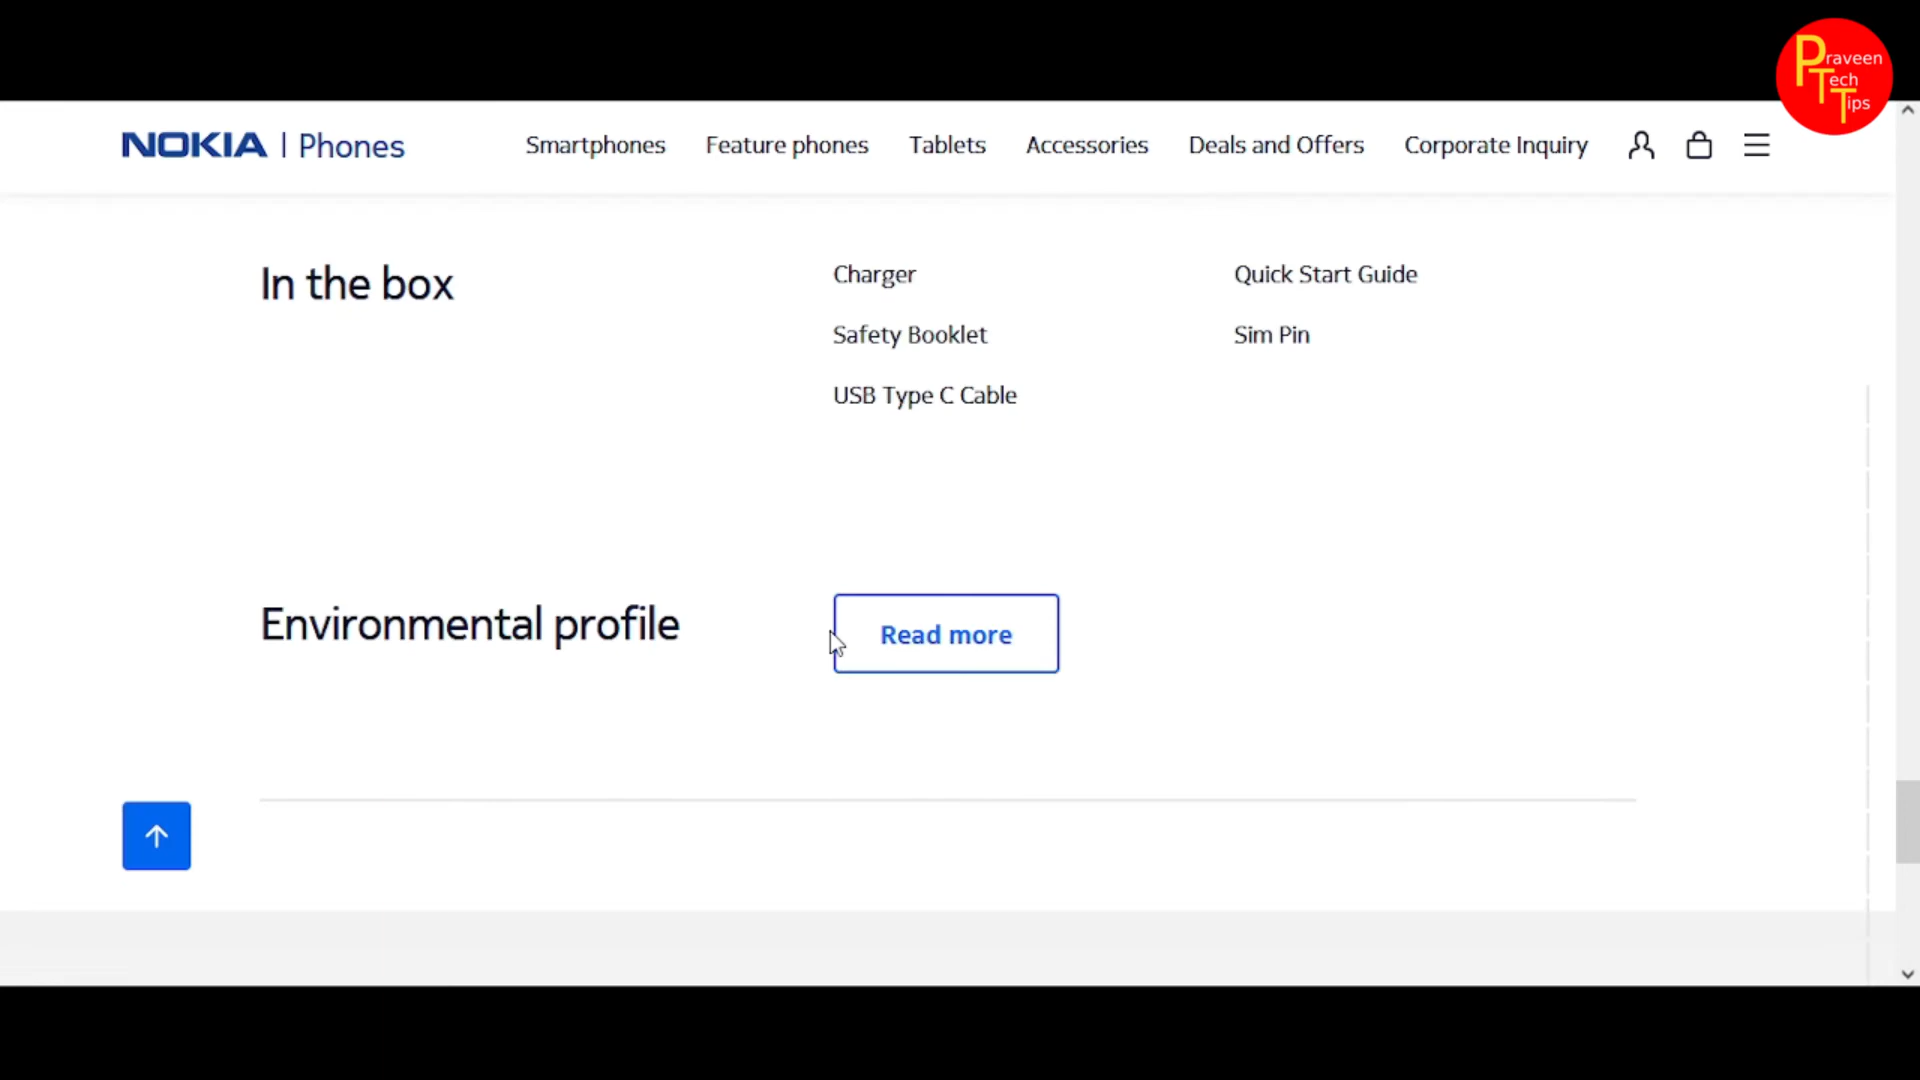 Praveen
Tech
Tips
NOKIA | Phones
Smartphones Feature phones Tablets Accessories Deals and Offers Corporate Inquiry
In the box
Charger Quick Start Guide
Safety Booklet Sim Pin
USB Type C Cable
Environmental profile
Read more